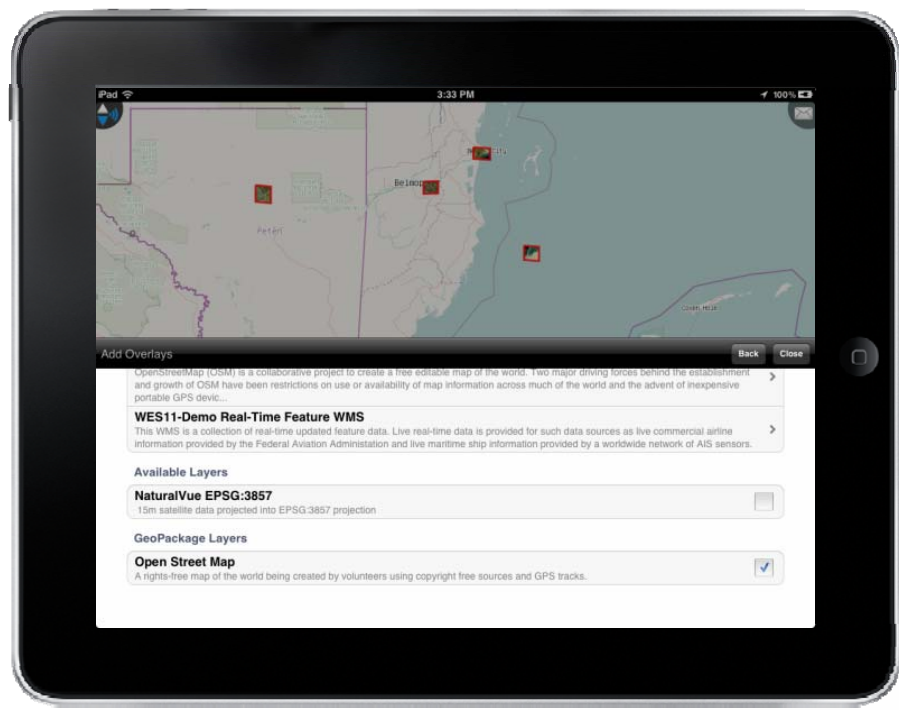 iPad 3:33 PM 100%
City
Belmop
Petén
Add Overlays Back Close
OpenStreetMap (OSM) is a collaborative project to create a free editable map of the world. Two major driving forces behind the establishment
and growth of OSM have been restrictions on use or availability of map information across much of the world and the advent of inexpensive
portable GPS devic...
WES11-Demo Real-Time Feature WMS
This WMS is a collection of real-time updated feature data. Live real-time data is provided for such data sources as live commercial airline
information provided by the Federal Aviation Administation and live maritime ship information provided by a worldwide network of AIS sensors.
Available Layers
NaturalVue EPSG:3857
15m satellite data projected into EPSG:3857 projection
GeoPackage Layers
Open Street Map
A rights-free map of the world being created by volunteers using copyright free sources and GPS tracks.